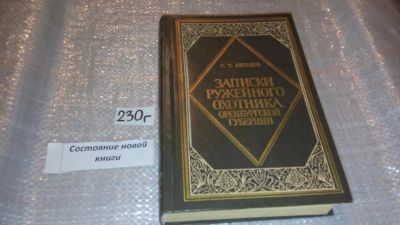 С. Т. АКСАКОВ
ЗАПИСКИ
РУЖЕЙНОГО
ОХОТНИКА
ОРЕНБУРГСКОЙ
ГУБЕРНИИ
230г
Состояние новой
книги